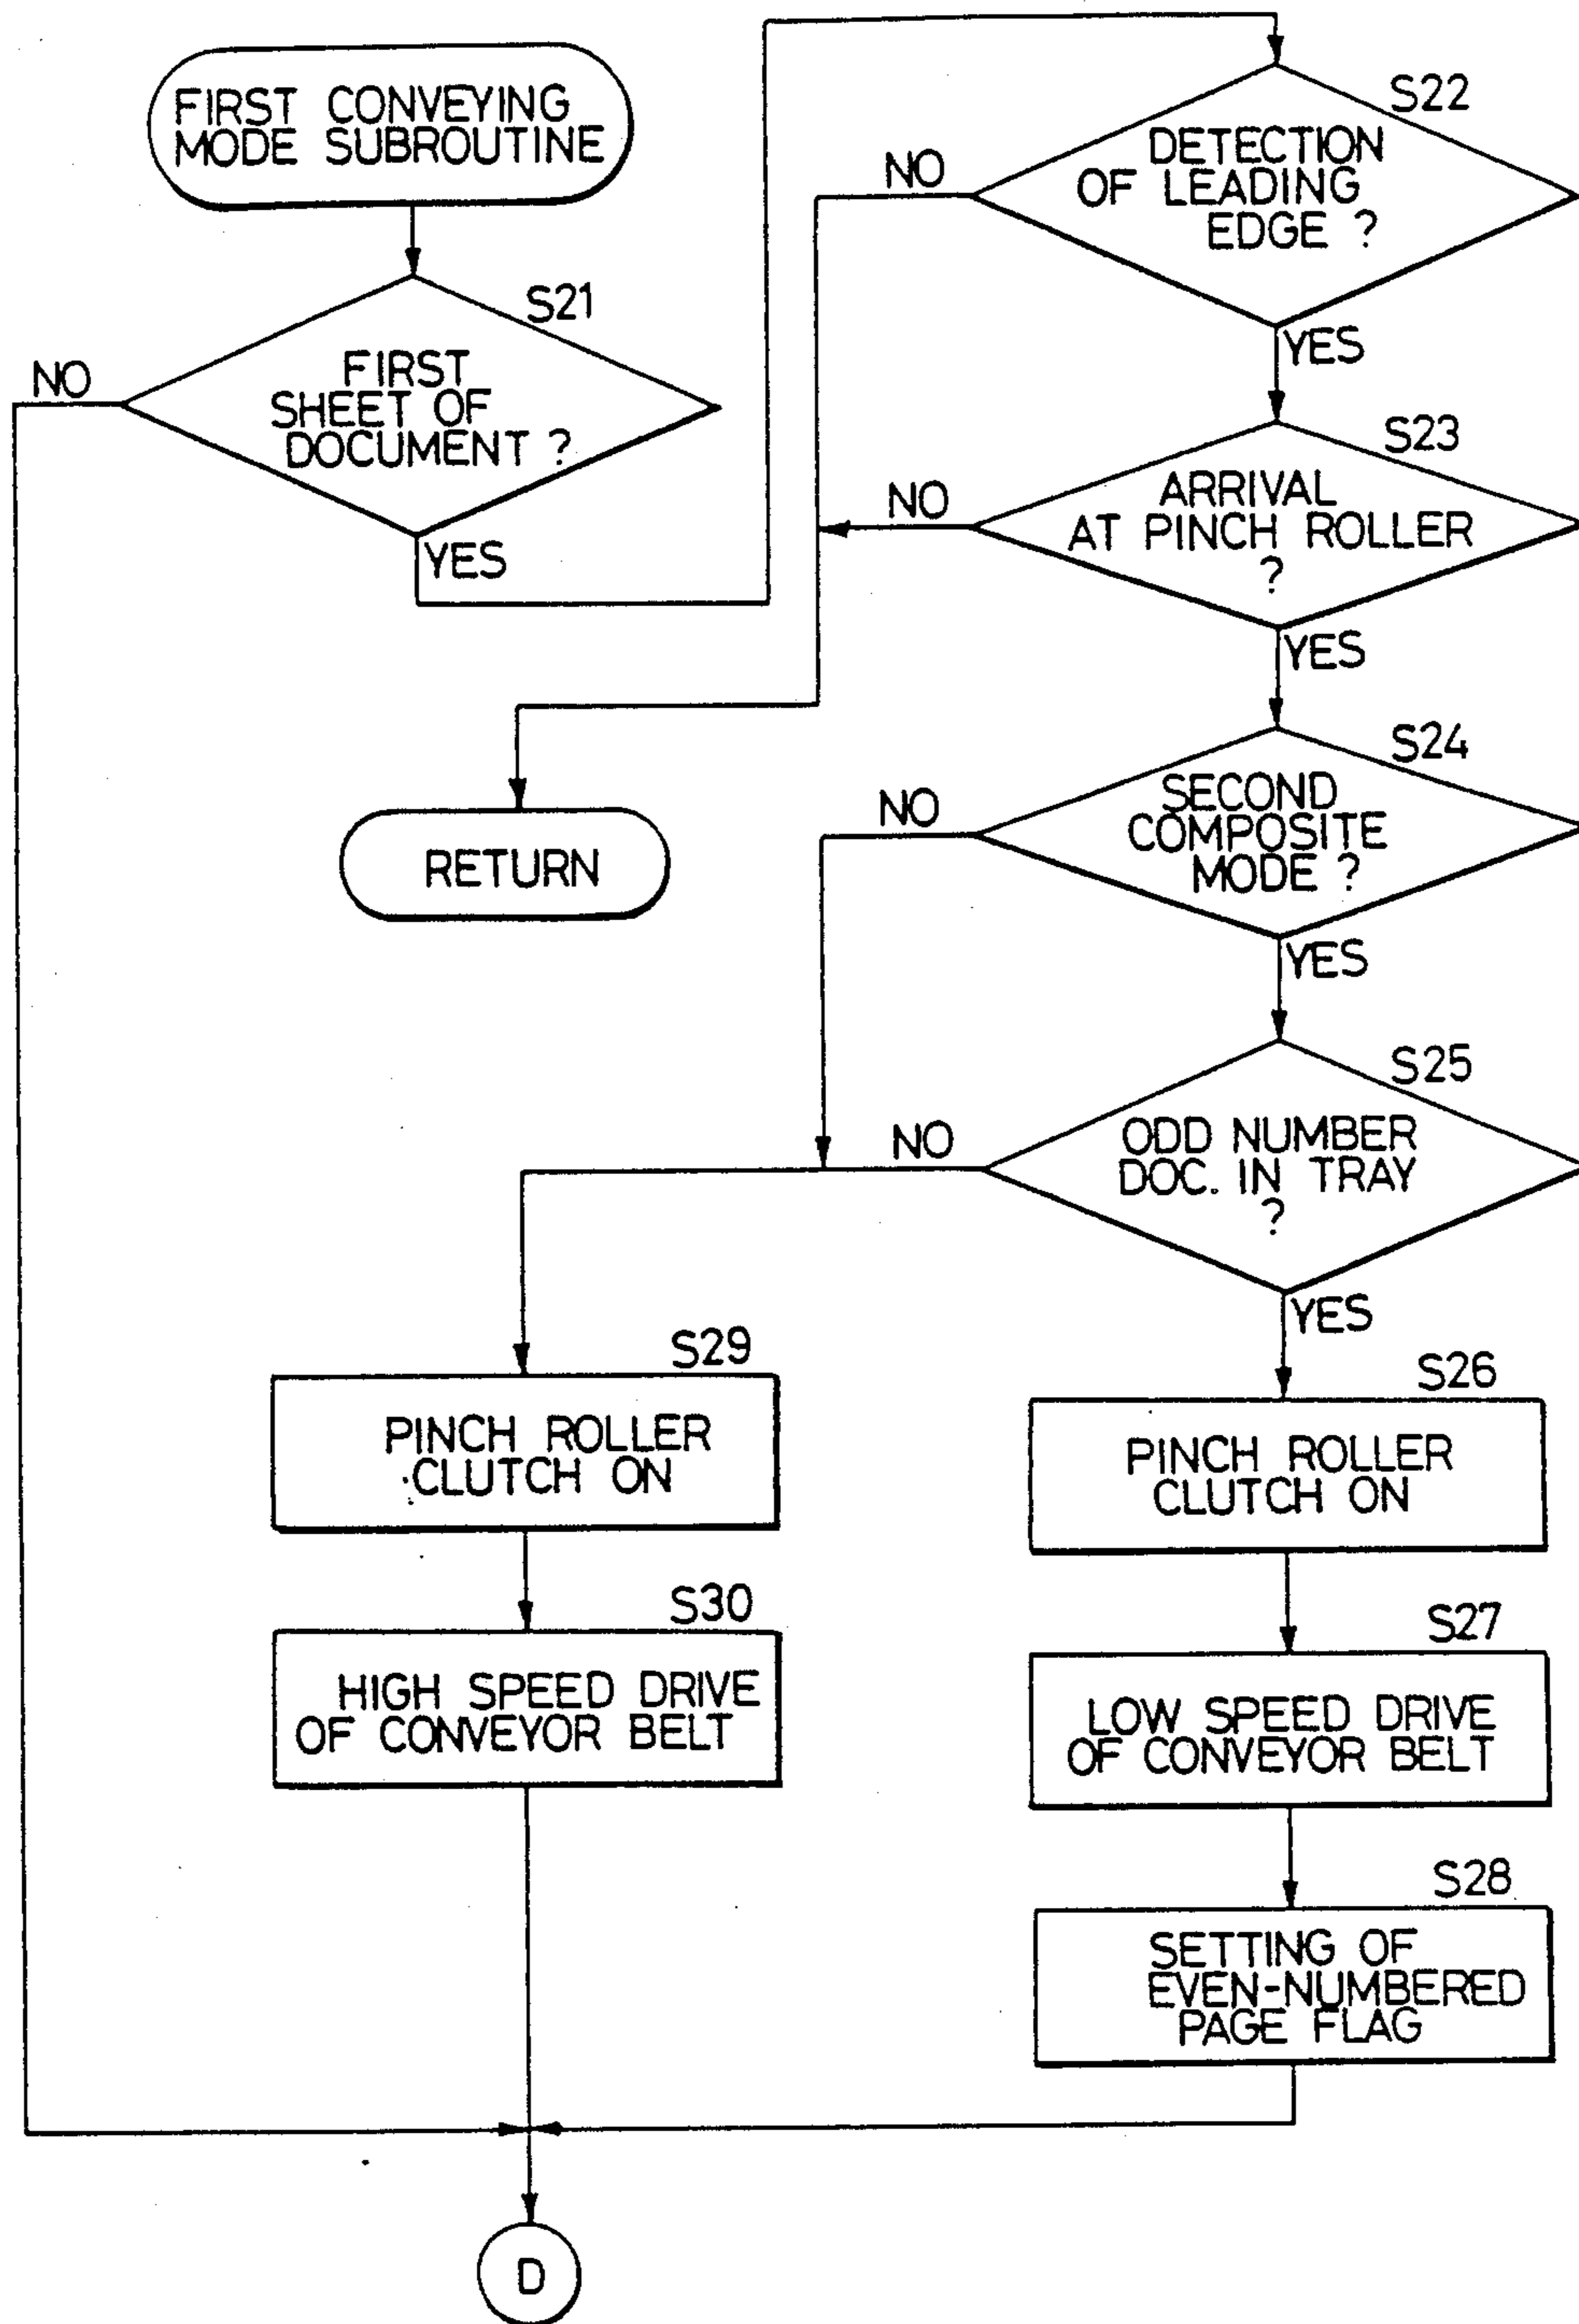 FIRST CONVEYING
MODE SUBROUTINE
S21
NO
FIRST
SHEET OF
DOCUMENT ?
YES
S22
NO
DETECTION
OF LEADING
EDGE ?
YES
S23
NO
ARRIVAL
AT PINCH ROLLER
?
YES
RETURN
S24
NO
SECOND
COMPOSITE
MODE ?
YES
S25
NO
ODD NUMBER
DOC. IN TRAY
?
YES
S29
PINCH ROLLER
CLUTCH ON
S30
HIGH SPEED DRIVE
OF CONVEYOR BELT
S26
PINCH ROLLER
CLUTCH ON
S27
LOW SPEED DRIVE
OF CONVEYOR BELT
S28
SETTING OF
EVEN-NUMBERED
PAGE FLAG
D